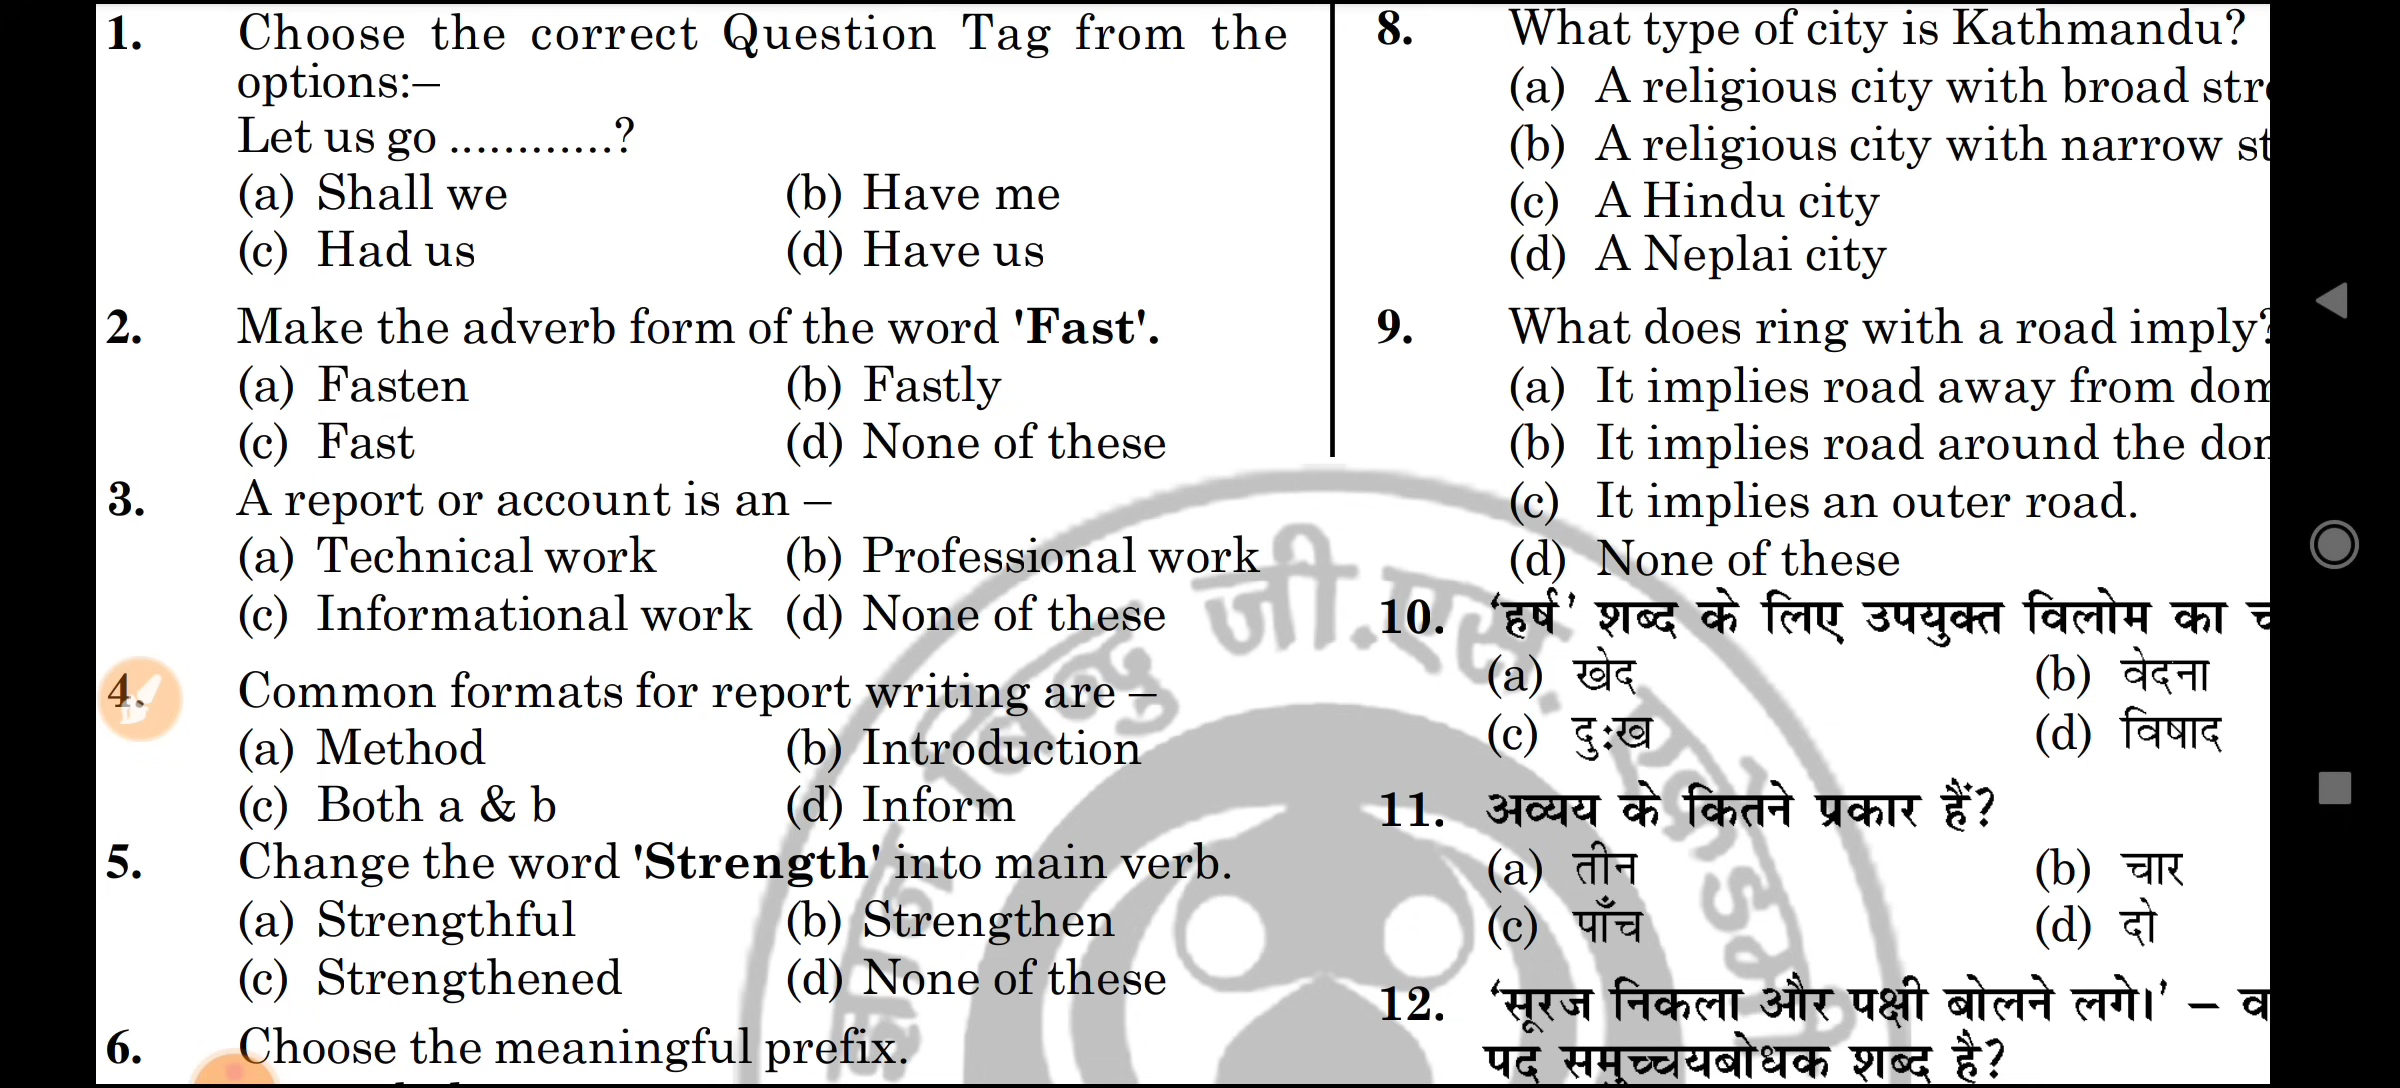 1. Choose the correct Question Tag from the
options:–
Let us go ............?
(a) Shall we (b) Have me
(c) Had us (d) Have us
2. Make the adverb form of the word 'Fast'.
(a) Fasten (b) Fastly
(c) Fast (d) None of these
3. A report or account is an –
(a) Technical work (b) Professional work
(c) Informational work (d) None of these
4. Common formats for report writing are –
(a) Method (b) Introduction
(c) Both a & b (d) Inform
5. Change the word 'Strength' into main verb.
(a) Strengthful (b) Strengthen
(c) Strengthened (d) None of these
6. Choose the meaningful prefix.
8. What type of city is Kathmandu?
(a) A religious city with broad
(b) A religious city with narrow
(c) A Hindu city
(d) A Neplai city
9. What does ring with a road imply?
(a) It implies road away from
(b) It implies road around the
(c) It implies an outer road.
(d) None of these
10. ‘हर्ष’ शब्द के लिए उपयुक्त विलोम का
(a) खेद (b) वेदना
(c) दुःख (d) विषाद
11. अव्यय के कितने प्रकार हैं?
(a) तीन (b) चार
(c) पाँच (d) दो
12. ‘सूरज निकला और पक्षी बोलने लगे।’ –
पद समुच्चयबोधक शब्द है?
जी.एस. एकेडमी